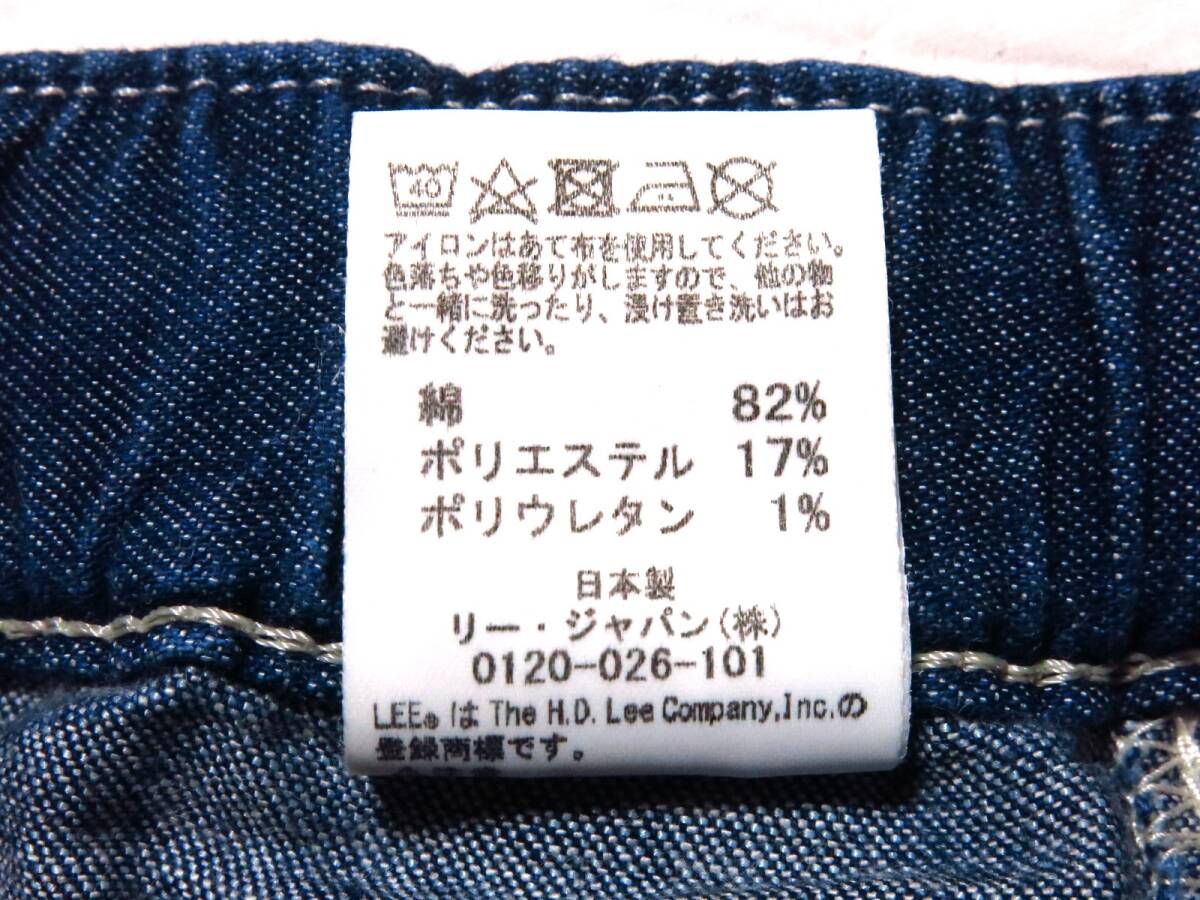 40
アイロンはあて布を使用してください。
色落ちや色移りがしますので、他の物
と一緒に洗ったり、浸け置き洗いはお
避けください。
綿 82%
ポリエステル 17%
ポリウレタン 1%
日本製
リー・ジャパン(株)
0120-026-101
LEE®は The H.D. Lee Company,Inc.の
登録商標です。